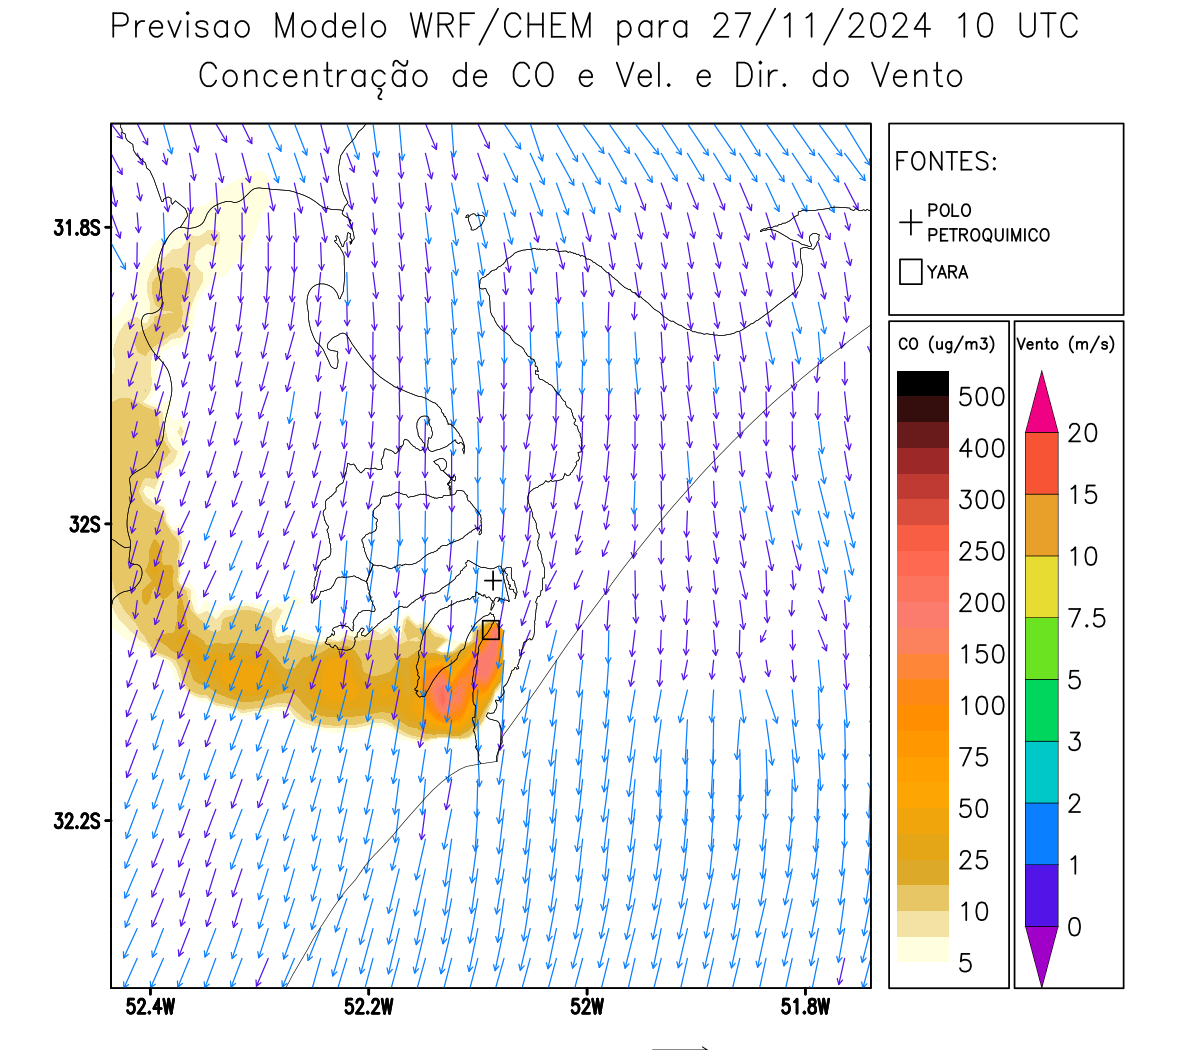 Previsao Modelo WRF/CHEM para 27/11/2024 10 UTC
Concentração de CO e Vel. e Dir. do Vento
FONTES:
POLO
PETROQUIMICO
YARA
CO (ug/m3)
500
400
300
250
200
150
100
75
50
25
10
5
Vento (m/s)
20
15
10
7.5
5
3
2
1
0
31.8S
32S
32.2S
52.4W
52.2W
52W
51.8W